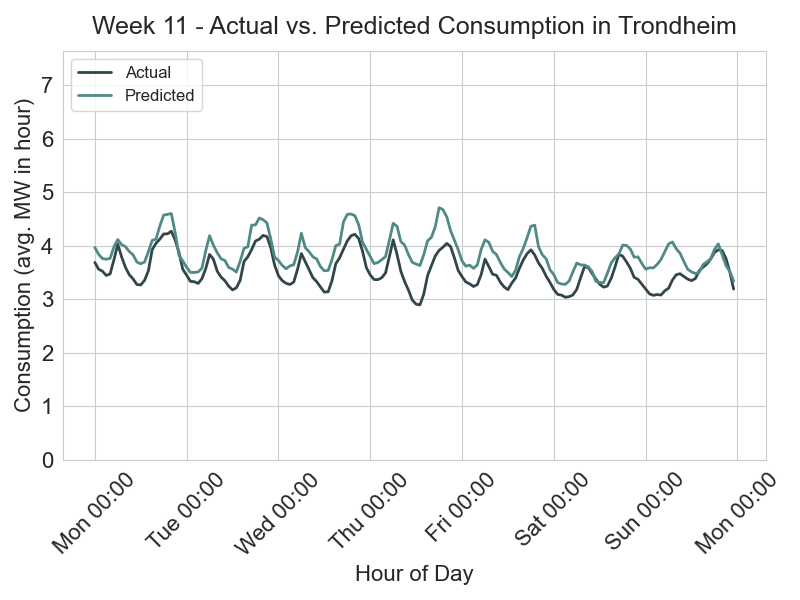 Week 11 - Actual vs. Predicted Consumption in Trondheim
Actual
Predicted
Consumption (avg. MW in hour)
7
6
5
4
3
2
1
0
Mon 00:00
Tue 00:00
Wed 00:00
Thu 00:00
Fri 00:00
Sat 00:00
Sun 00:00
Mon 00:00
Hour of Day